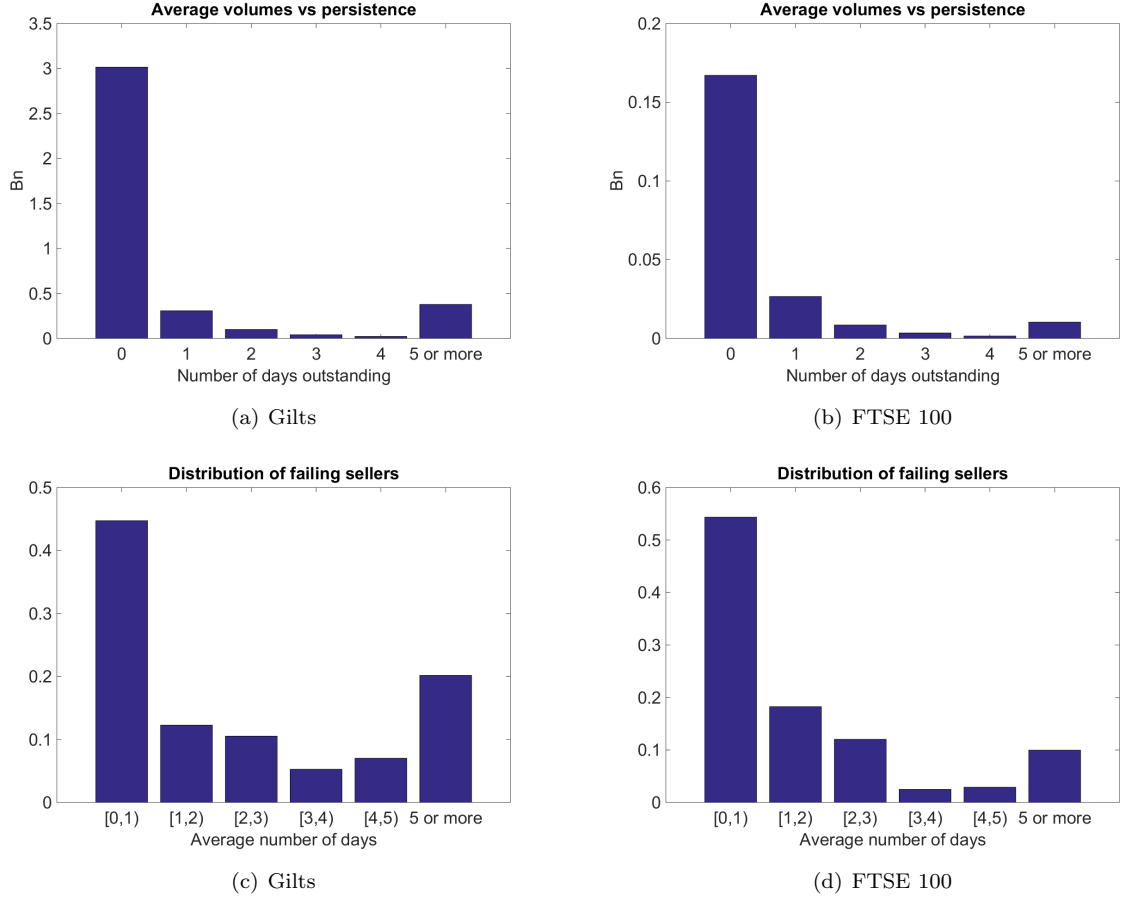 Average volumes vs persistence
3.5
3
2.5
2
1.5
1
0.5
0
Bn
0 1 2 3 4 5 or more
Number of days outstanding
(a) Gilts
Average volumes vs persistence
0.2
0.15
0.1
0.05
0
Bn
0 1 2 3 4 5 or more
Number of days outstanding
(b) FTSE 100
Distribution of failing sellers
0.5
0.4
0.3
0.2
0.1
0
[0,1) [1,2) [2,3) [3,4) [4,5) 5 or more
Average number of days
(c) Gilts
Distribution of failing sellers
0.6
0.5
0.4
0.3
0.2
0.1
0
[0,1) [1,2) [2,3) [3,4) [4,5) 5 or more
Average number of days
(d) FTSE 100